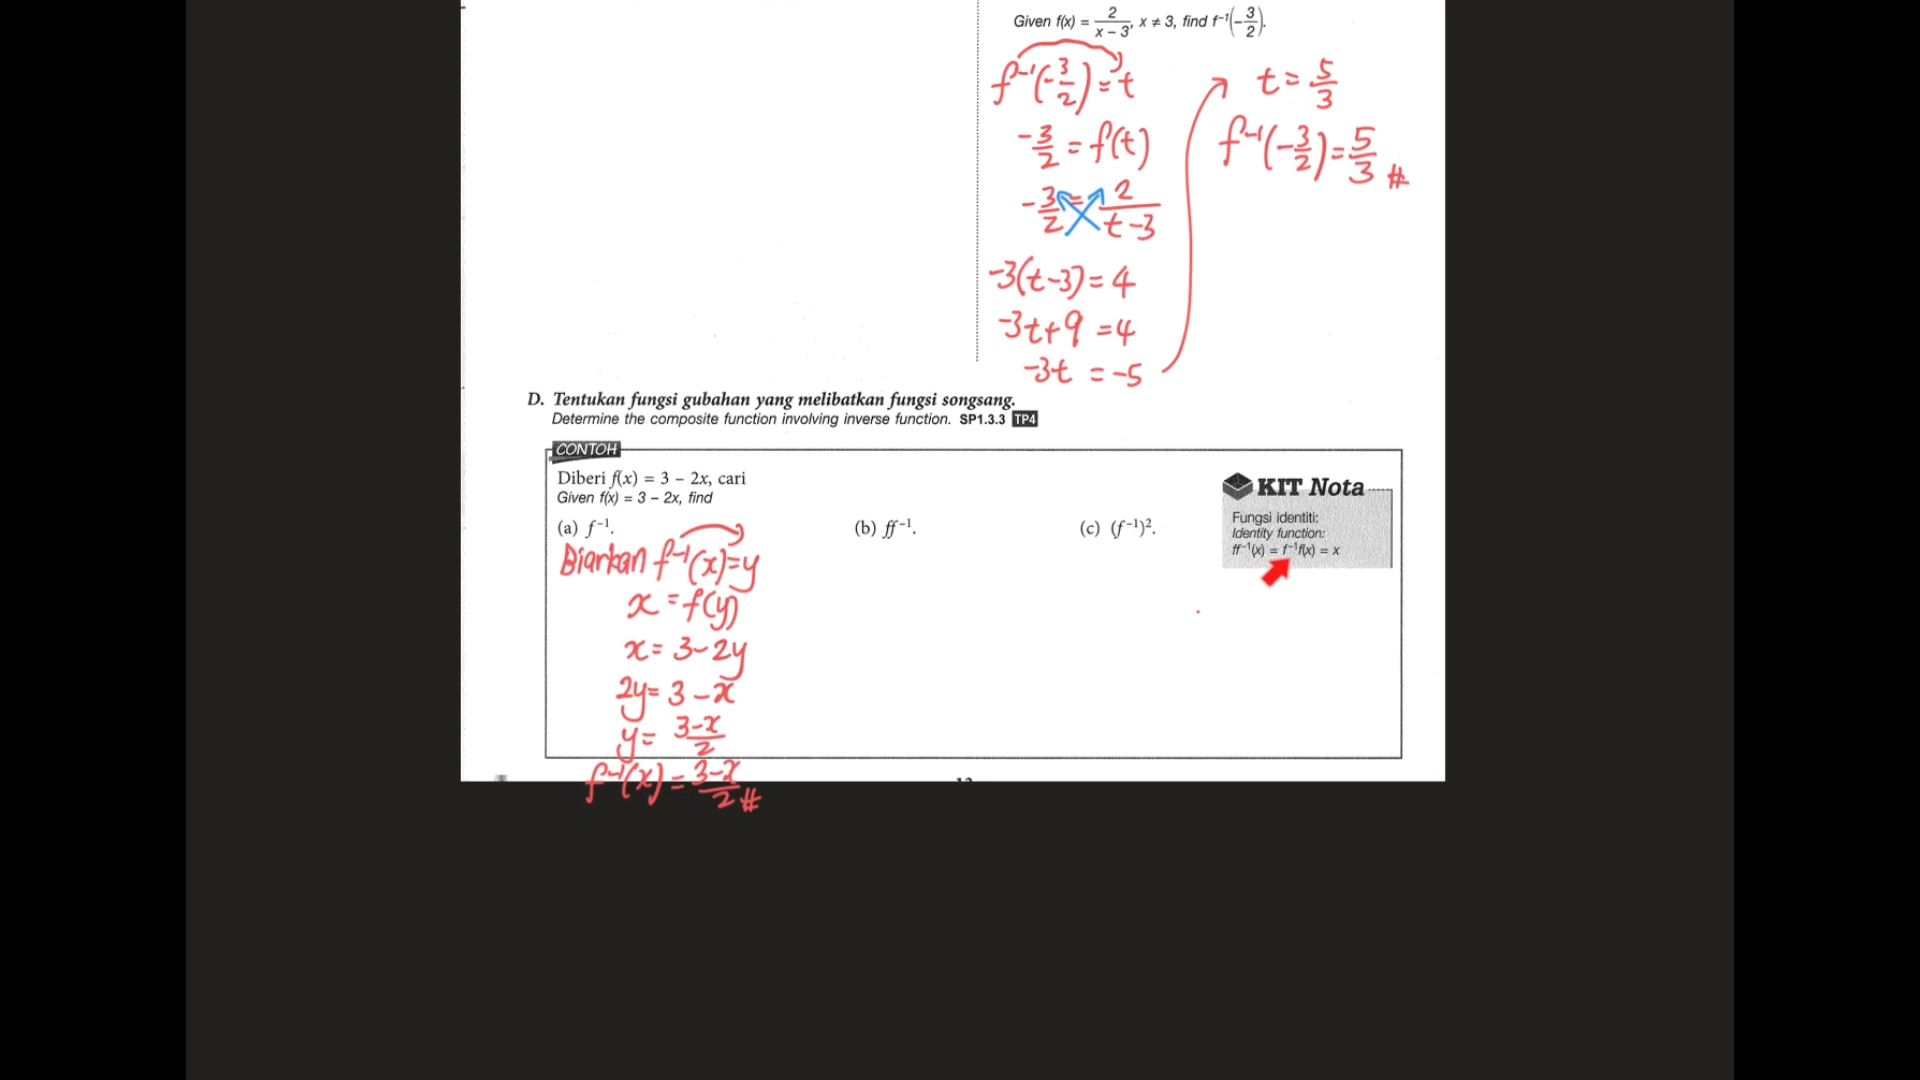 Given f(x) = 2/(x – 3), x ≠ 3, find f⁻¹(–3/2).
f⁻¹(-3/2) = t
-3/2 = f(t)
-3/2 = 2/(t-3)
-3(t-3) = 4
-3t+9 = 4
-3t = -5
t = 5/3
f⁻¹(-3/2) = 5/3 #
D. Tentukan fungsi gubahan yang melibatkan fungsi songsang.
Determine the composite function involving inverse function. SP1.3.3 TP4
CONTOH
Diberi f(x) = 3 – 2x, cari
Given f(x) = 3 – 2x, find
(a) f⁻¹. (b) ff⁻¹. (c) (f⁻¹)².
Biarkan f⁻¹(x)=y
x = f(y)
x = 3-2y
2y = 3-x
y = (3-x)/2
f⁻¹(x) = (3-x)/2 #
KIT Nota
Fungsi identiti:
Identity function:
ff⁻¹(x) = f⁻¹f(x) = x